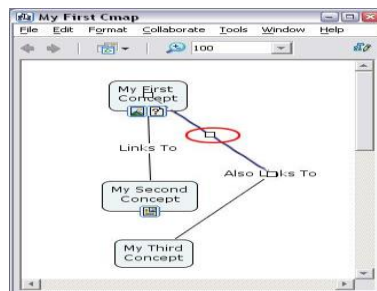 My First Cmap
File Edit Format Collaborate Tools Window Help
100
My First
Concept
Links To
Also Links To
My Second
Concept
My Third
Concept